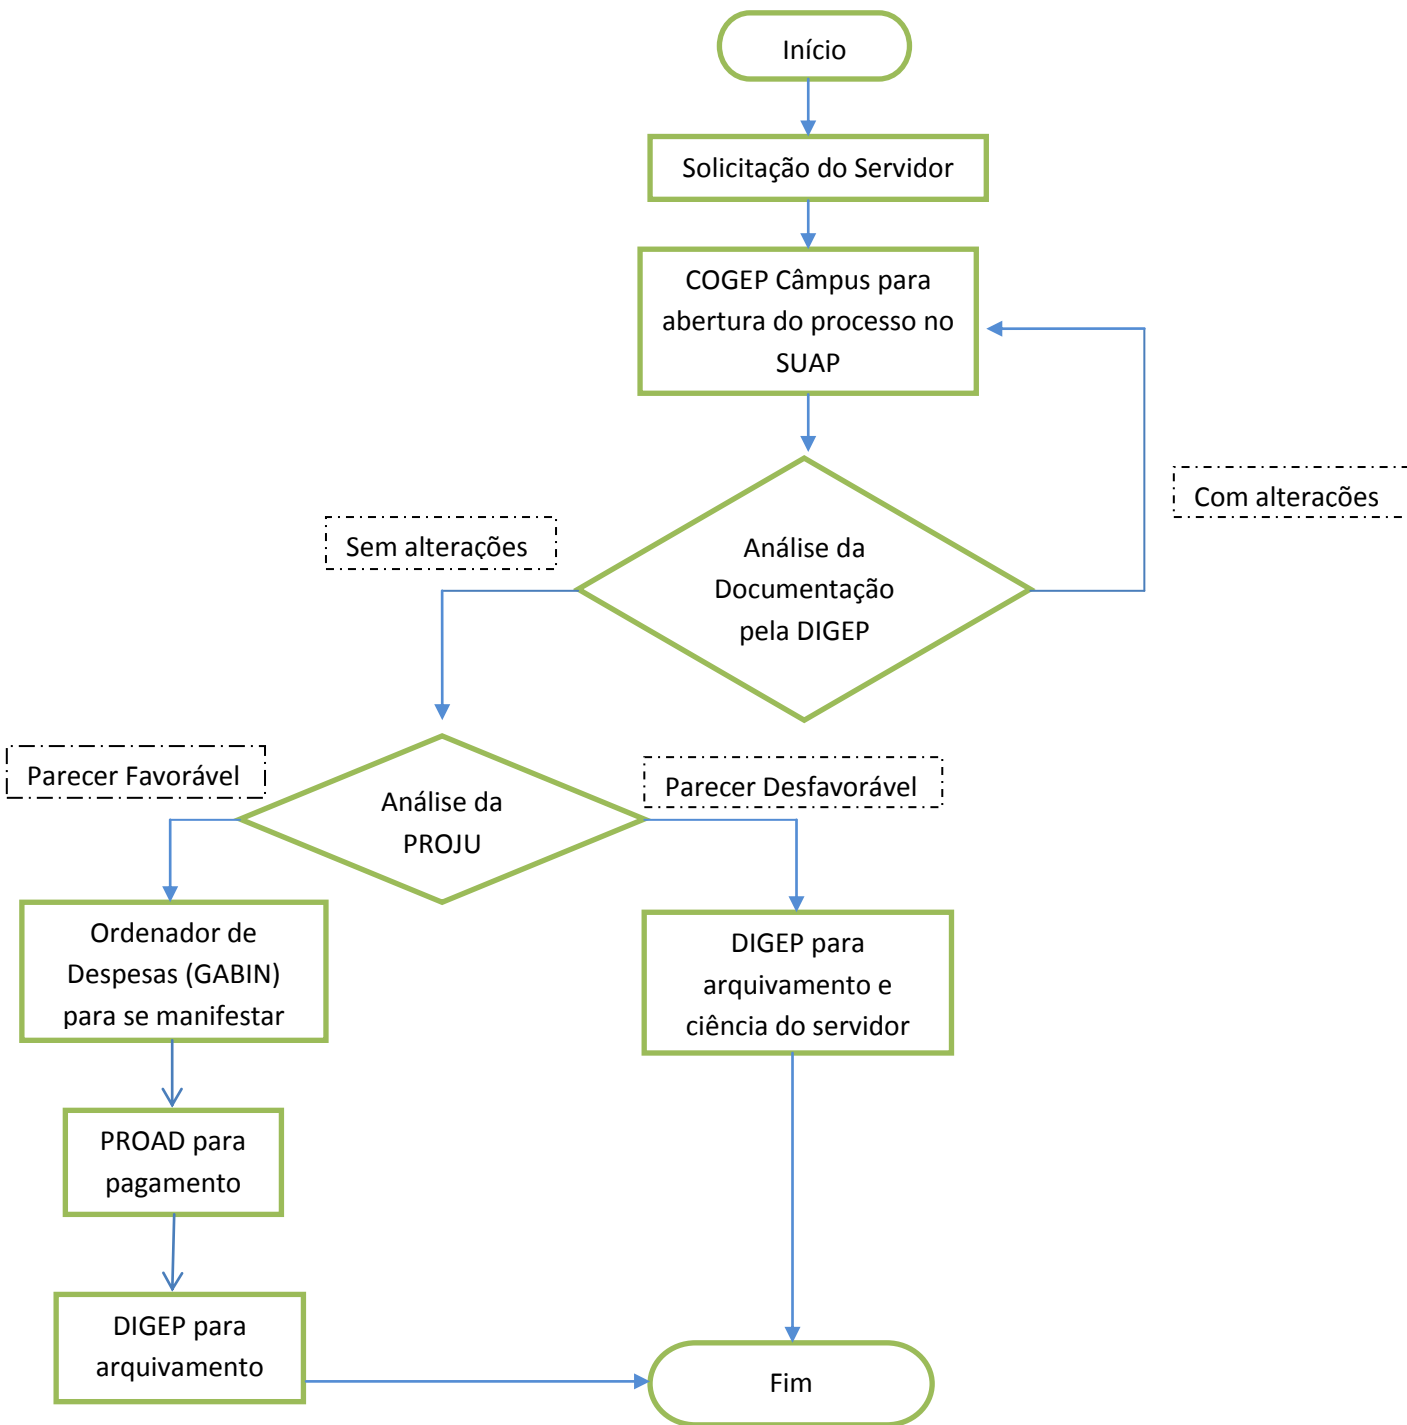 Início
Solicitação do Servidor
COGEP Câmpus para
abertura do processo no
SUAP
Com alteracões
Sem alterações
Análise da
Documentação
pela DIGEP
Parecer Favorável
Parecer Desfavorável
Análise da
PROJU
Ordenador de
Despesas (GABIN)
para se manifestar
DIGEP para
arquivamento e
ciência do servidor
PROAD para
pagamento
DIGEP para
arquivamento
Fim